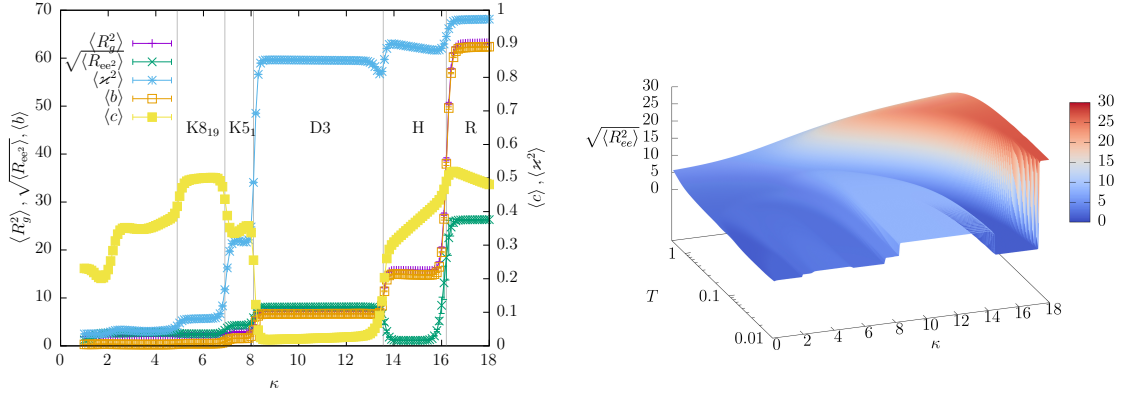 70
60
50
40
30
20
10
0
⟨R_g^2⟩, √⟨R_ee^2⟩, ⟨b⟩
⟨R_g^2⟩
√⟨R_ee^2⟩
⟨ϰ^2⟩
⟨b⟩
⟨c⟩
K8_19
K5_1
D3
H
R
1
0.9
0.8
0.7
0.6
0.5
0.4
0.3
0.2
0.1
0
⟨c⟩, ⟨ϰ^2⟩
0 2 4 6 8 10 12 14 16 18
κ
√⟨R_ee^2⟩
30
25
20
15
10
5
0
1
0.1
0.01
T
0 2 4 6 8 10 12 14 16 18
κ
30
25
20
15
10
5
0